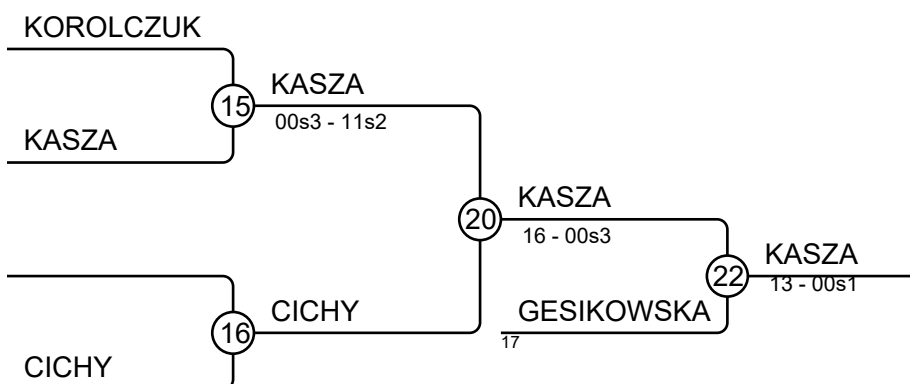 KOROLCZUK
15
KASZA
00s3 - 11s2
KASZA
20
KASZA
16 - 00s3
22
KASZA
13 - 00s1
16
CICHY
GESIKOWSKA
17
CICHY